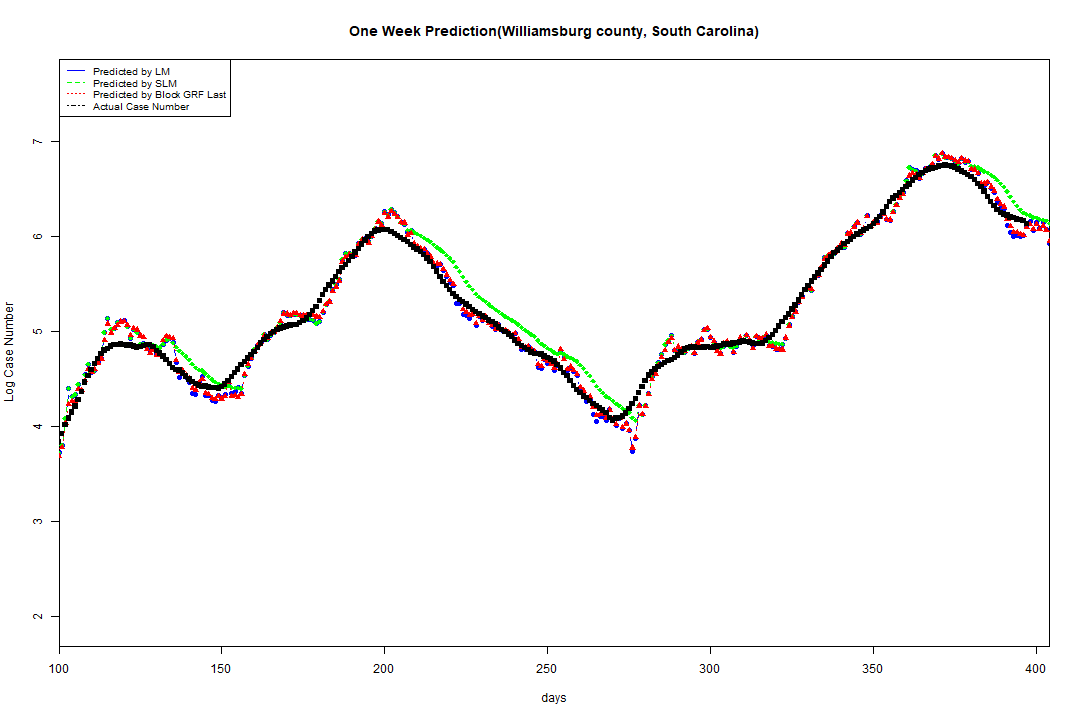 One Week Prediction(Williamsburg county, South Carolina)
Predicted by LM
Predicted by SLM
Predicted by Block GRF Last
Actual Case Number
Log Case Number
7
6
5
4
3
2
100 150 200 250 300 350 400
days